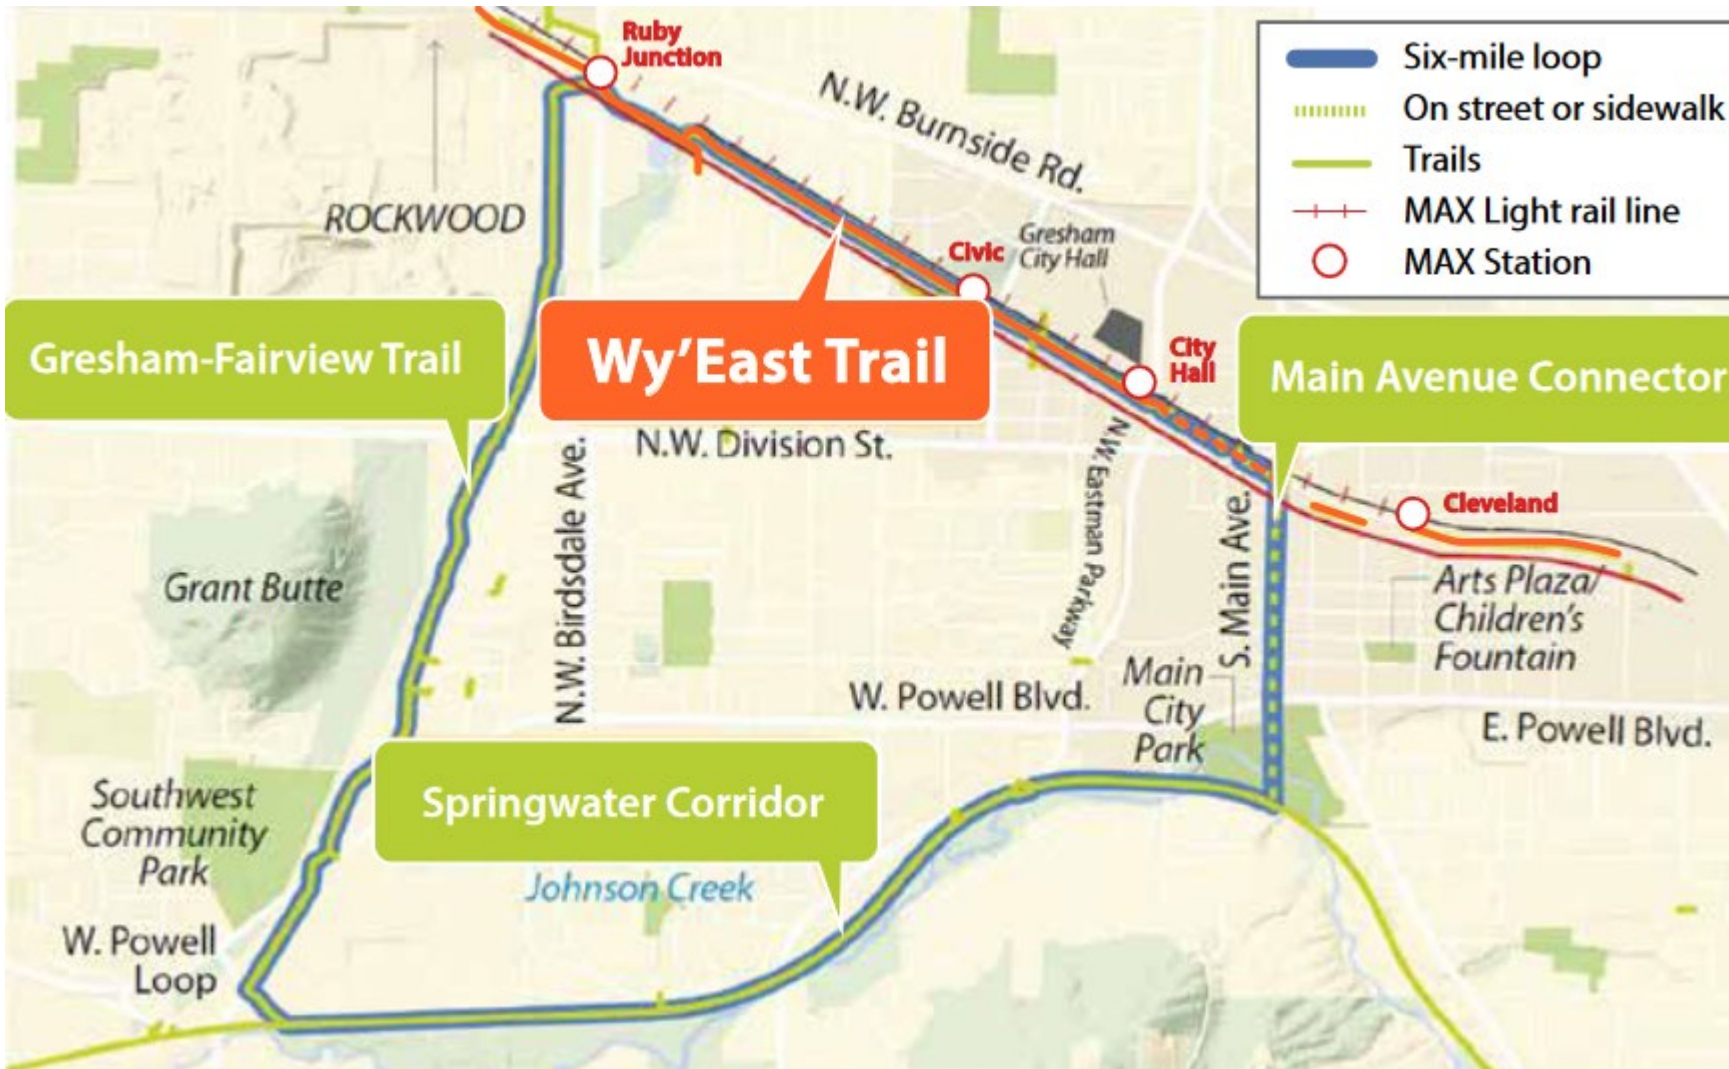 Ruby
Junction
N.W. Burnside Rd.
Six-mile loop
On street or sidewalk
Trails
MAX Light rail line
MAX Station
ROCKWOOD
Civic
Gresham
City Hall
Gresham-Fairview Trail
Wy'East Trail
City
Hall
Main Avenue Connector
N.W. Division St.
N.W. Birdsdale Ave.
N.W. Eastman Parkway
S. Main Ave.
Cleveland
Grant Butte
Arts Plaza/
Children's
Fountain
W. Powell Blvd.
Main
City
Park
E. Powell Blvd.
Southwest
Community
Park
Springwater Corridor
Johnson Creek
W. Powell
Loop